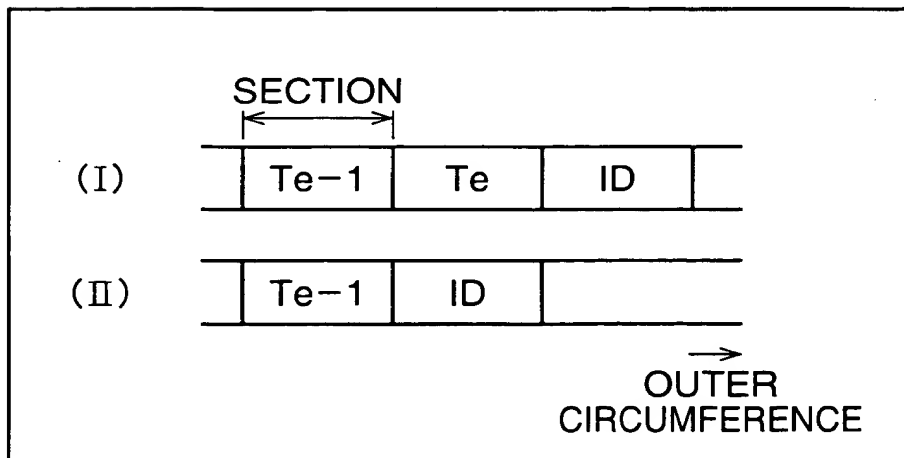 SECTION
(I) Te-1 Te ID
(II) Te-1 ID
OUTER
CIRCUMFERENCE